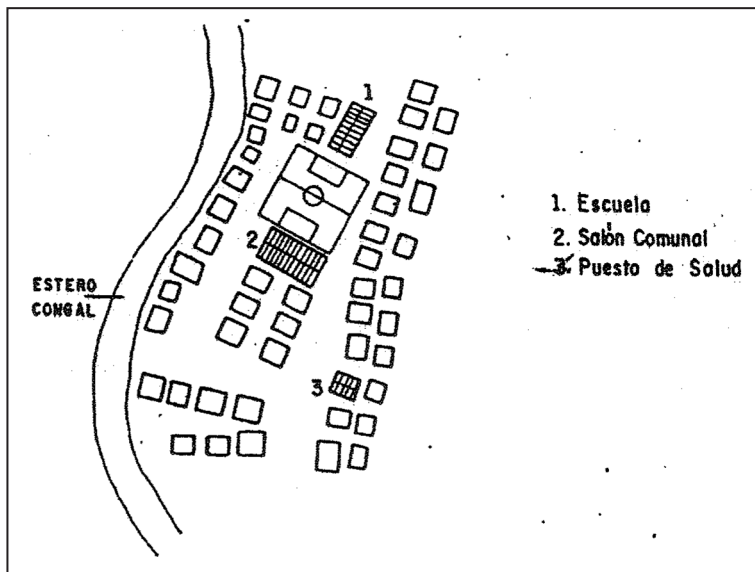 1
1. Escuela
2. Salón Comunal
2
3. Puesto de Salud
ESTERO
CONGAL
3